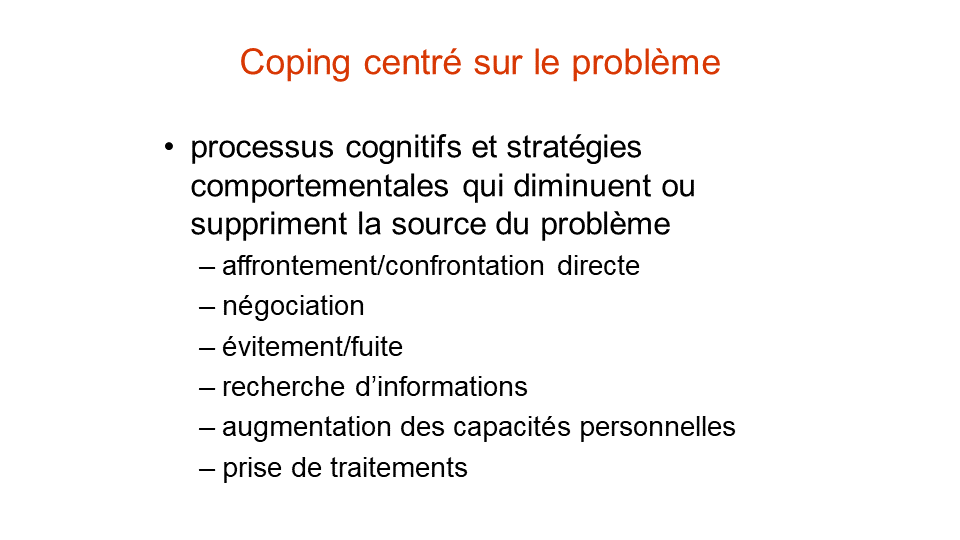 Coping centré sur le problème
• processus cognitifs et stratégies
comportementales qui diminuent ou
suppriment la source du problème
– affrontement/confrontation directe
– négociation
– évitement/fuite
– recherche d’informations
– augmentation des capacités personnelles
– prise de traitements